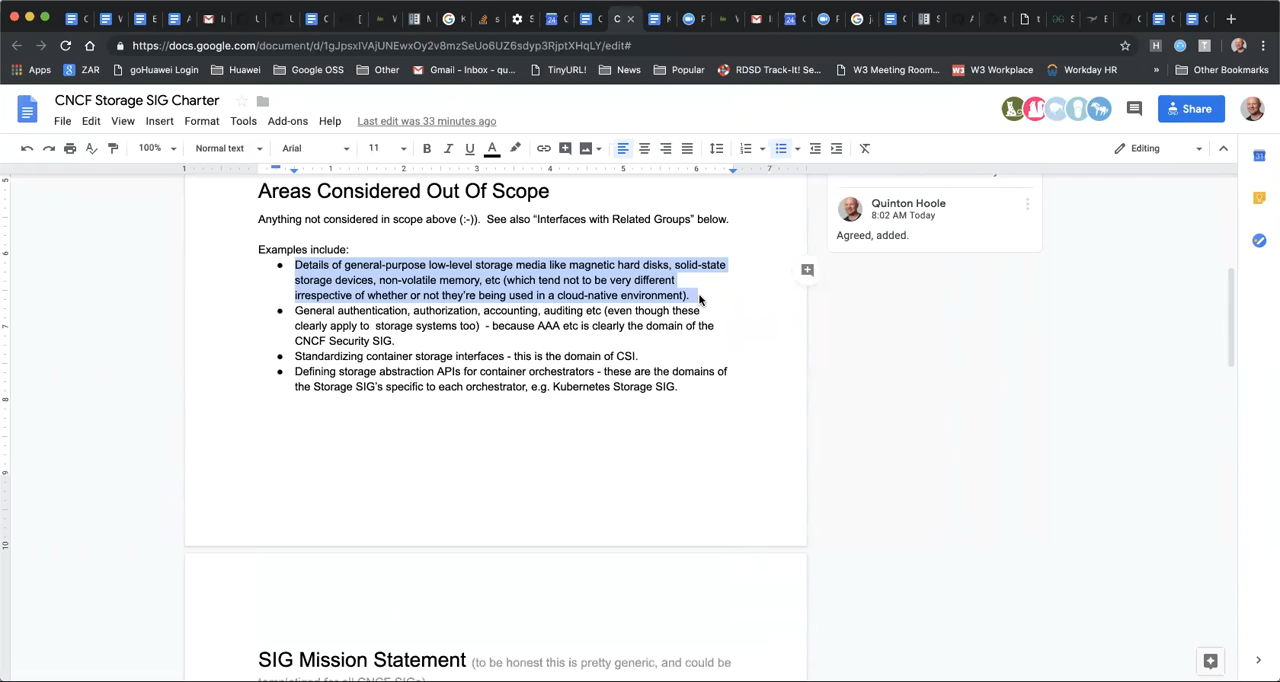 https://docs.google.com/document/d/1gJpsxIVAjUNEwxOy2v8mzSeUo6UZ6sdyp3RjptXHqLY/edit#
Apps ZAR goHuawei Login Huawei Google OSS Other Gmail - Inbox - qu... TinyURL! News Popular RDSD Track-It! Se... W3 Meeting Room... W3 Workplace Workday HR » Other Bookmarks
CNCF Storage SIG Charter
Share
File Edit View Insert Format Tools Add-ons Help Last edit was 33 minutes ago
100% Normal text Arial 11 B I U A Editing
1 1 2 3 4 5 6 7
Areas Considered Out Of Scope
Anything not considered in scope above (:-)). See also “Interfaces with Related Groups” below.
Examples include:
● Details of general-purpose low-level storage media like magnetic hard disks, solid-state
storage devices, non-volatile memory, etc (which tend not to be very different
irrespective of whether or not they’re being used in a cloud-native environment).
● General authentication, authorization, accounting, auditing etc (even though these
clearly apply to storage systems too) - because AAA etc is clearly the domain of the
CNCF Security SIG.
● Standardizing container storage interfaces - this is the domain of CSI.
● Defining storage abstraction APIs for container orchestrators - these are the domains of
the Storage SIG’s specific to each orchestrator, e.g. Kubernetes Storage SIG.
Quinton Hoole
8:02 AM Today
Agreed, added.
SIG Mission Statement (to be honest this is pretty generic, and could be